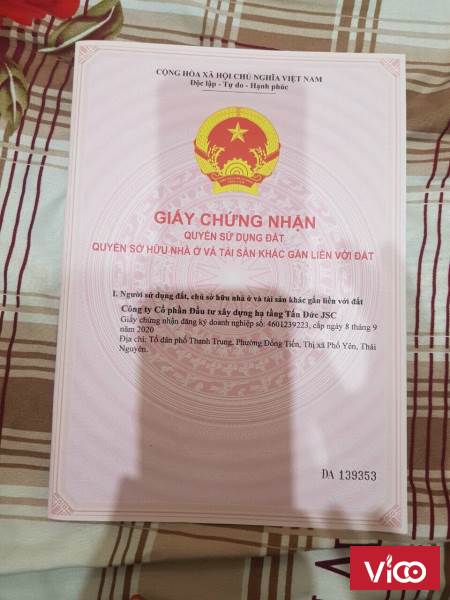 CỘNG HÒA XÃ HỘI CHỦ NGHĨA VIỆT NAM
Độc lập - Tự do - Hạnh phúc
GIẤY CHỨNG NHẬN
QUYỀN SỬ DỤNG ĐẤT
QUYỀN SỞ HỮU NHÀ Ở VÀ TÀI SẢN KHÁC GẮN LIỀN VỚI ĐẤT
I. Người sử dụng đất, chủ sở hữu nhà ở và tài sản khác gắn liền với đất
Công ty Cổ phần Đầu tư xây dựng hạ tầng Tấn Đức JSC
Giấy chứng nhận đăng ký doanh nghiệp số: 4601239223, cấp ngày 8 tháng 9
năm 2020
Địa chỉ: Tổ dân phố Thanh Trung, Phường Đồng Tiến, Thị xã Phổ Yên, Thái
Nguyên.
DA 139353
Vico